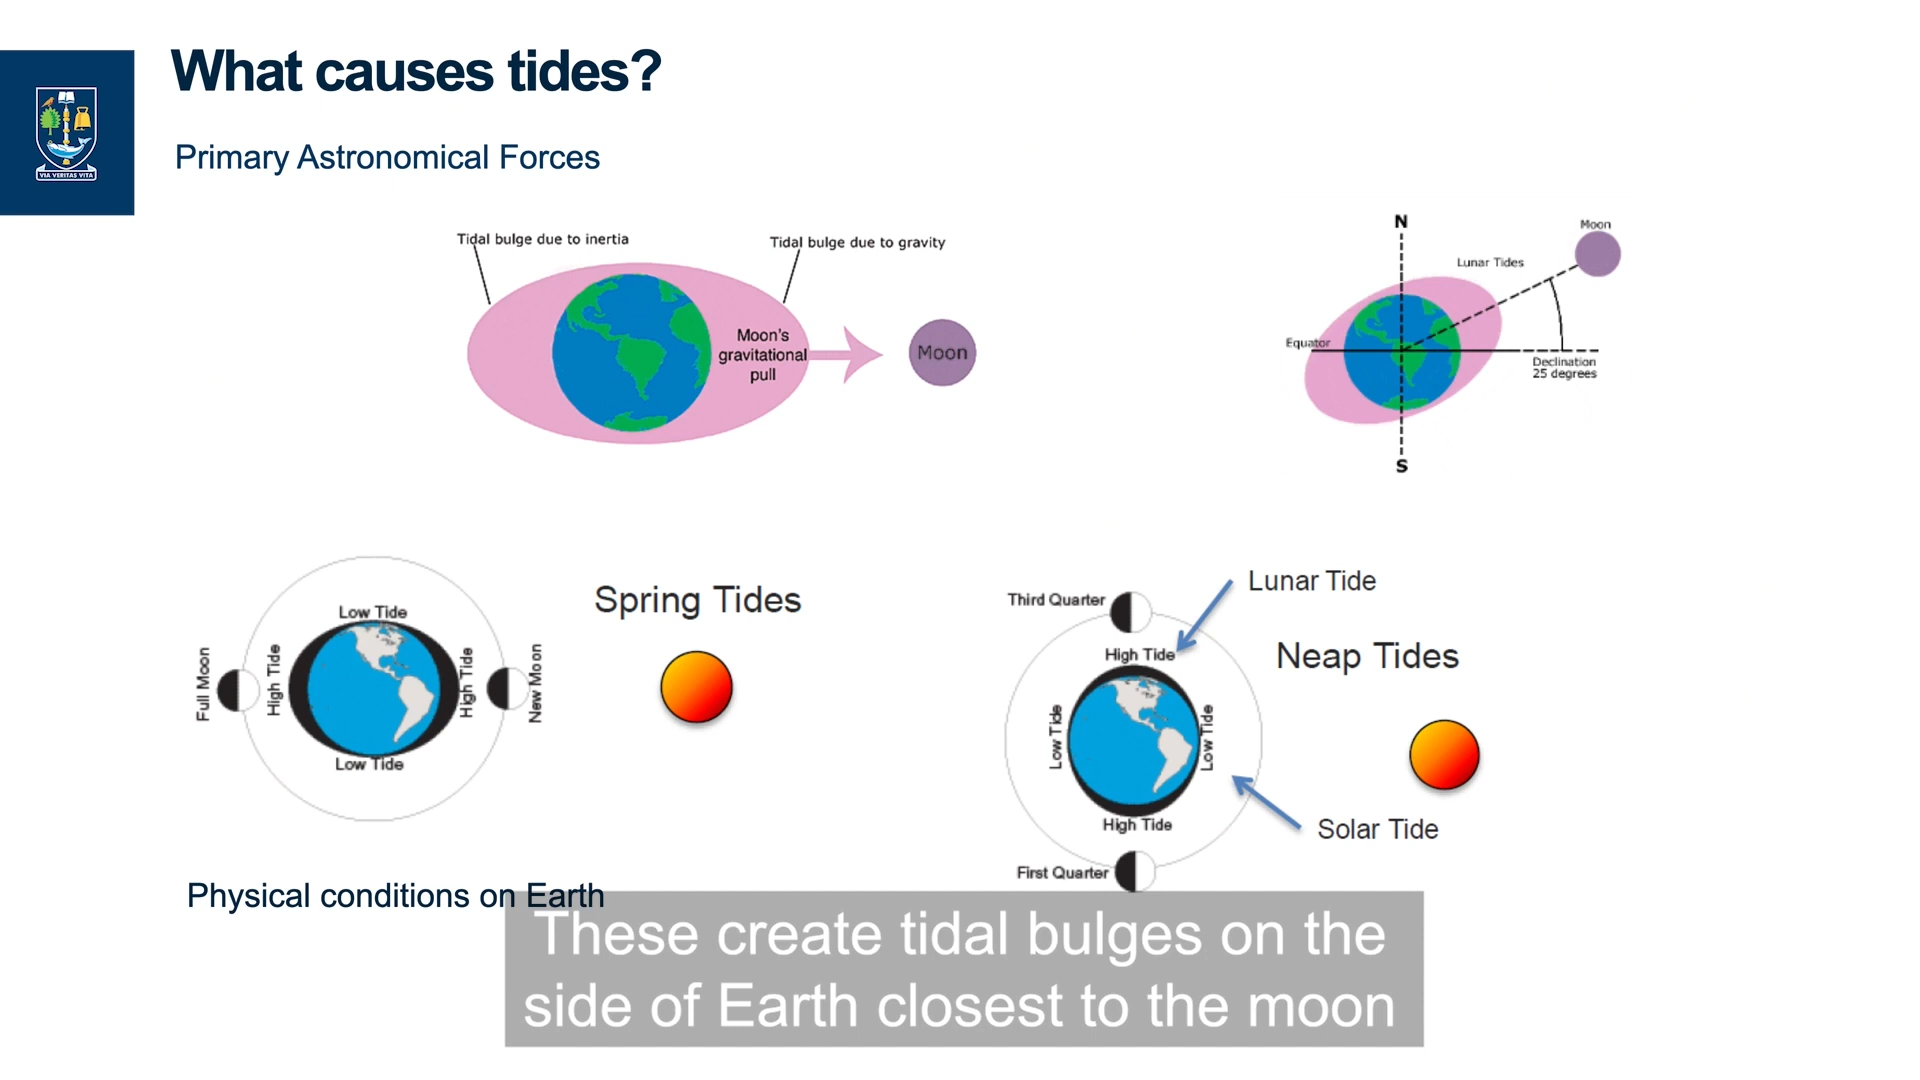 What causes tides?
VIA VERITAS VITA
Primary Astronomical Forces
Tidal bulge due to inertia
Tidal bulge due to gravity
Moon's
gravitational
pull
Moon
N
Moon
Lunar Tides
Equator
Declination
25 degrees
S
Spring Tides
Low Tide
Full Moon
High Tide
High Tide
New Moon
Low Tide
Lunar Tide
Third Quarter
Neap Tides
High Tide
Low Tide
Low Tide
High Tide
Solar Tide
First Quarter
Physical conditions on Earth
These create tidal bulges on the
side of Earth closest to the moon